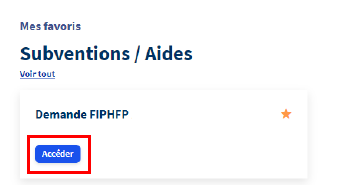 Mes favoris
Subventions / Aides
Voir tout
Demande FIPHFP
Accéder